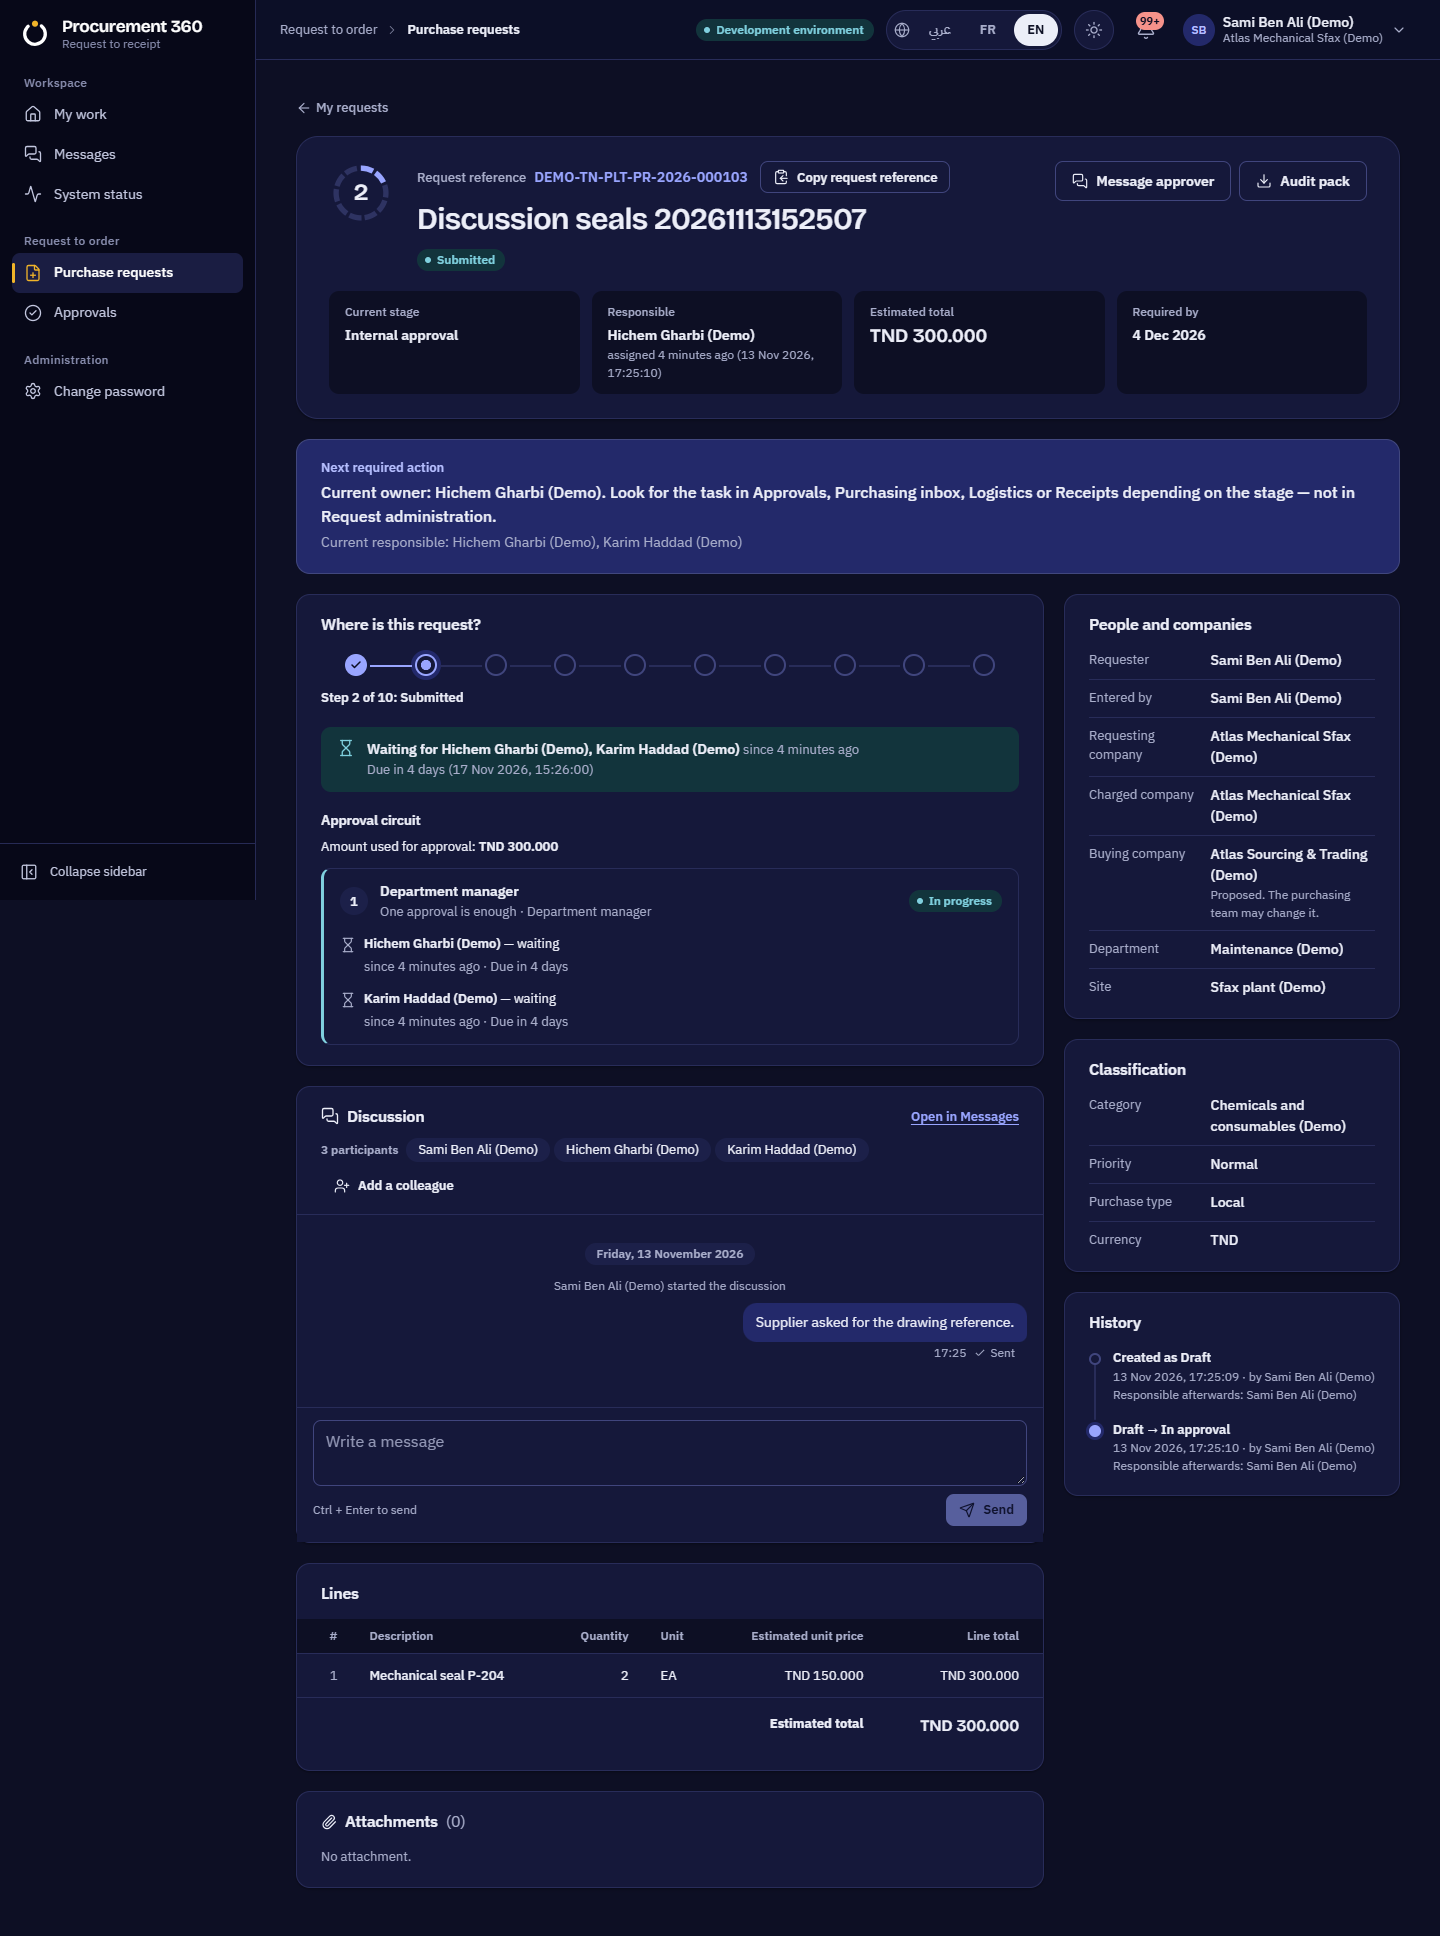 Procurement 360
Request to receipt
Workspace
My work
Messages
System status
Request to order
Purchase requests
Approvals
Administration
Change password
Collapse sidebar
Request to order
Purchase requests
Development environment
عربي
FR
EN
99+
SB
Sami Ben Ali (Demo)
Atlas Mechanical Sfax (Demo)
My requests
2
Request reference DEMO-TN-PLT-PR-2026-000103
Copy request reference
Message approver
Audit pack
Discussion seals 20261113152507
Submitted
Current stage
Internal approval
Responsible
Hichem Gharbi (Demo)
assigned 4 minutes ago (13 Nov 2026,
17:25:10)
Estimated total
TND 300.000
Required by
4 Dec 2026
Next required action
Current owner: Hichem Gharbi (Demo). Look for the task in Approvals, Purchasing inbox, Logistics or Receipts depending on the stage — not in
Request administration.
Current responsible: Hichem Gharbi (Demo), Karim Haddad (Demo)
Where is this request?
Step 2 of 10: Submitted
Waiting for Hichem Gharbi (Demo), Karim Haddad (Demo) since 4 minutes ago
Due in 4 days (17 Nov 2026, 15:26:00)
Approval circuit
Amount used for approval: TND 300.000
1
Department manager
One approval is enough · Department manager
In progress
Hichem Gharbi (Demo) — waiting
since 4 minutes ago · Due in 4 days
Karim Haddad (Demo) — waiting
since 4 minutes ago · Due in 4 days
Discussion
Open in Messages
3 participants
Sami Ben Ali (Demo)
Hichem Gharbi (Demo)
Karim Haddad (Demo)
Add a colleague
Friday, 13 November 2026
Sami Ben Ali (Demo) started the discussion
Supplier asked for the drawing reference.
17:25 Sent
Write a message
Ctrl + Enter to send
Send
Lines
# Description Quantity Unit Estimated unit price Line total
1 Mechanical seal P-204 2 EA TND 150.000 TND 300.000
Estimated total TND 300.000
Attachments (0)
No attachment.
People and companies
Requester Sami Ben Ali (Demo)
Entered by Sami Ben Ali (Demo)
Requesting company
Atlas Mechanical Sfax (Demo)
Charged company
Atlas Mechanical Sfax (Demo)
Buying company
Atlas Sourcing & Trading (Demo)
Proposed. The purchasing
team may change it.
Department Maintenance (Demo)
Site Sfax plant (Demo)
Classification
Category
Chemicals and
consumables (Demo)
Priority Normal
Purchase type Local
Currency TND
History
Created as Draft
13 Nov 2026, 17:25:09 · by Sami Ben Ali (Demo)
Responsible afterwards: Sami Ben Ali (Demo)
Draft → In approval
13 Nov 2026, 17:25:10 · by Sami Ben Ali (Demo)
Responsible afterwards: Sami Ben Ali (Demo)